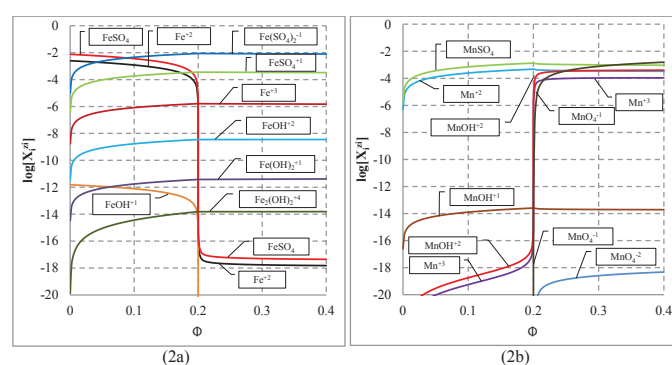 FeSO4 Fe+2 Fe(SO4)2-1
FeSO4+1
Fe+3
FeOH+2
Fe(OH)2+1
FeOH+1 Fe2(OH)2+4
FeSO4
Fe+2
0
-2
-4
-6
-8
-10
-12
-14
-16
-18
-20
log[Xizi]
0 0.1 0.2 0.3 0.4
Φ
(2a)
MnSO4
Mn+2 Mn+3
MnOH+2 MnO4-1
MnOH+1
MnOH+2 MnO4-1
Mn+3 MnO4-2
0
-2
-4
-6
-8
-10
-12
-14
-16
-18
-20
log[Xizi]
0 0.1 0.2 0.3 0.4
Φ
(2b)